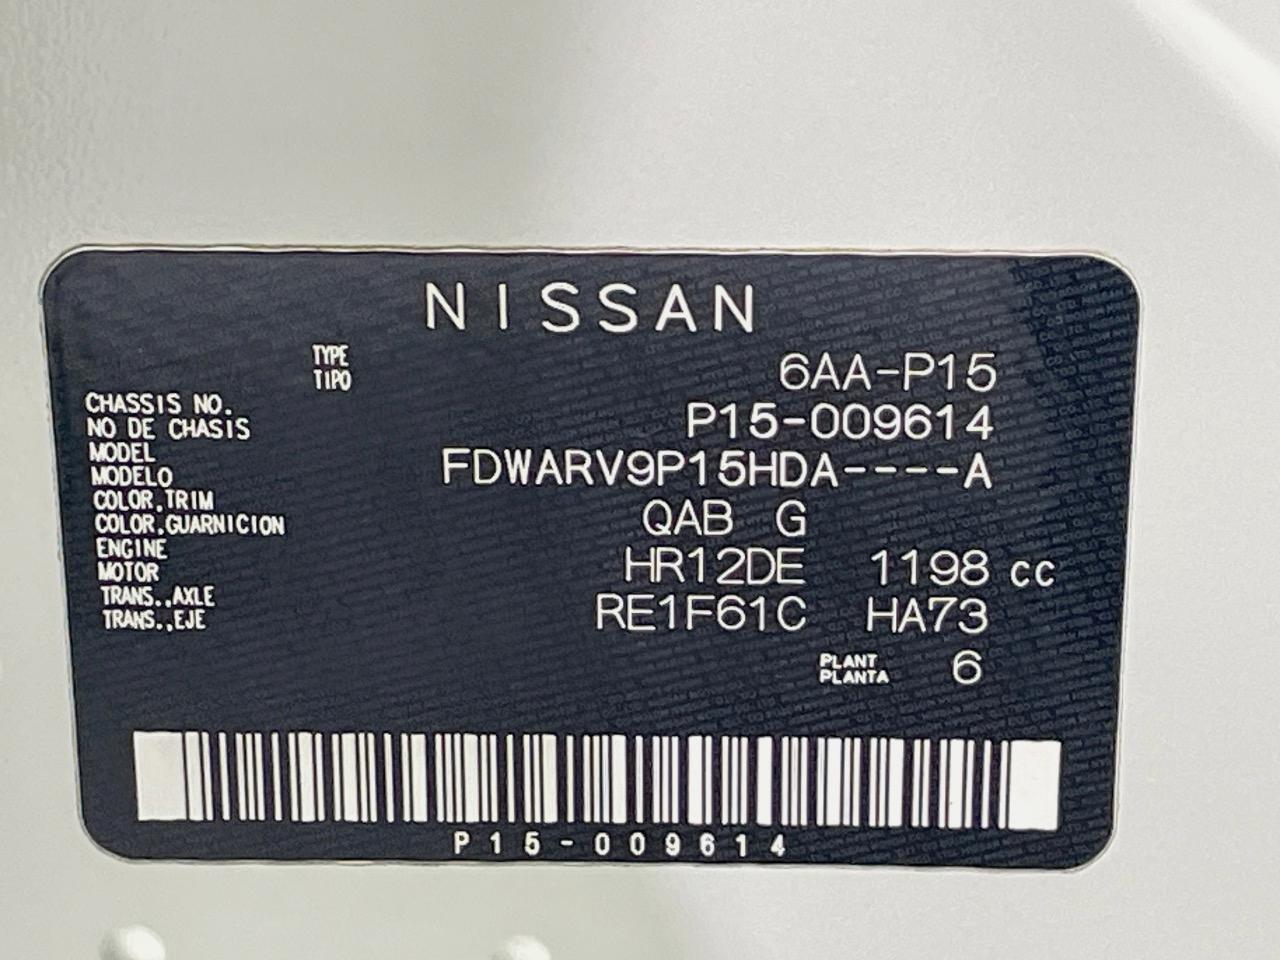 NISSAN
TYPE
TIPO 6AA-P15
CHASSIS NO.
NO DE CHASIS P15-009614
MODEL
MODELO FDWARV9P15HDA----A
COLOR,TRIM
COLOR,GUARNICION QAB G
ENGINE
MOTOR HR12DE 1198 cc
TRANS.,AXLE
TRANS.,EJE RE1F61C HA73
PLANT
PLANTA 6
P15-009614